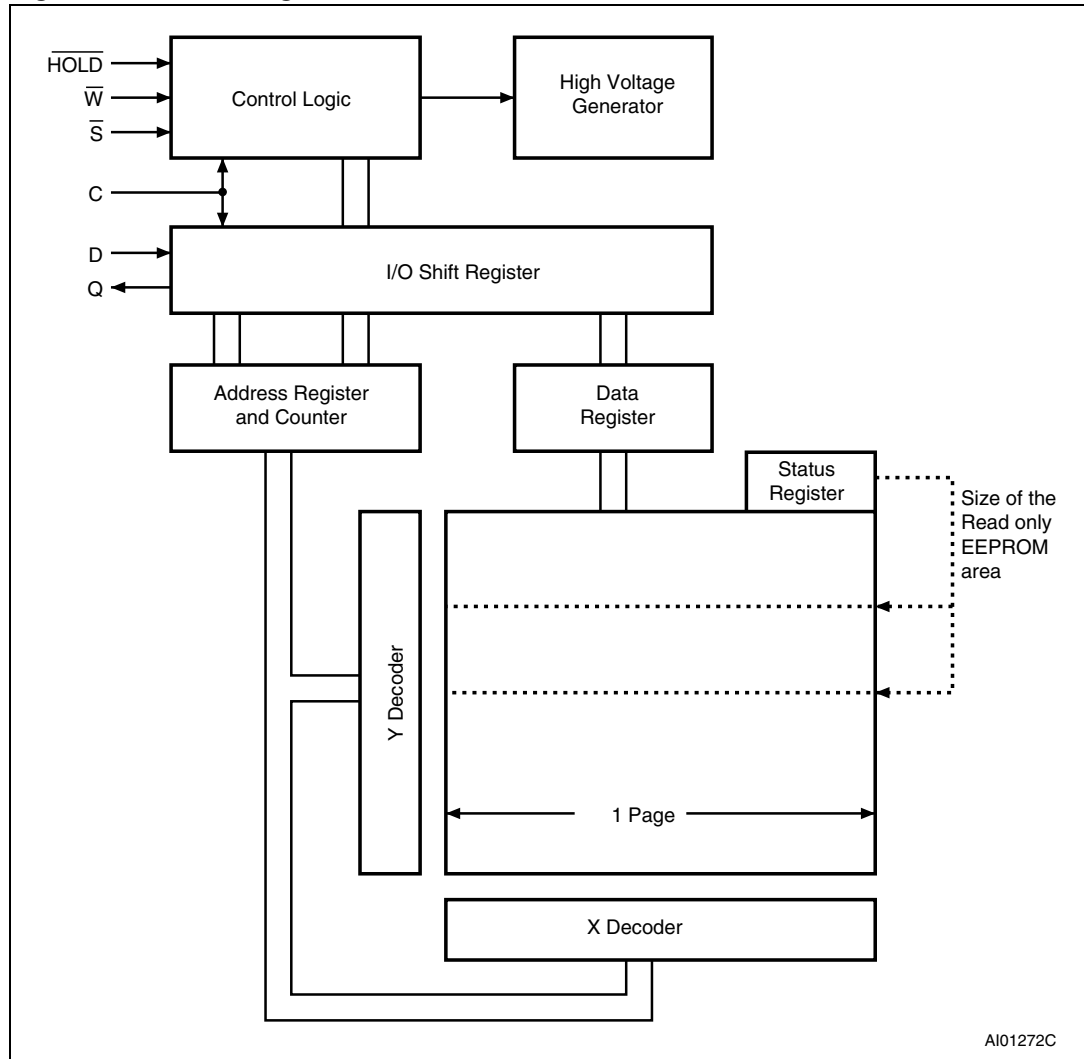 H̅O̅L̅D̅
W̅
S̅
C
D
Q
Control Logic
High Voltage
Generator
I/O Shift Register
Address Register
and Counter
Data
Register
Status
Register
Size of the
Read only
EEPROM
area
Y Decoder
1 Page
X Decoder
AI01272C